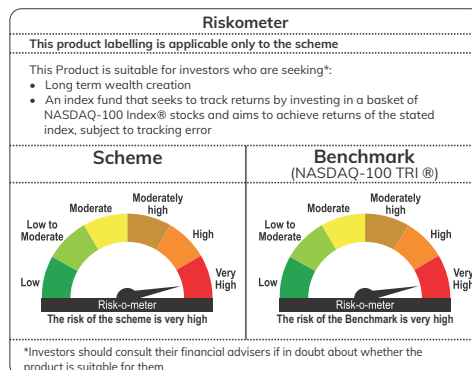 Riskometer
This product labelling is applicable only to the scheme
This Product is suitable for investors who are seeking*:
• Long term wealth creation
• An index fund that seeks to track returns by investing in a basket of
NASDAQ-100 Index® stocks and aims to achieve returns of the stated
index, subject to tracking error
Scheme
Low
Low to
Moderate
Moderate
Moderately
high
High
Very
High
Risk-o-meter
The risk of the scheme is very high
Benchmark
(NASDAQ-100 TRI ®)
Low
Low to
Moderate
Moderate
Moderately
high
High
Very
High
Risk-o-meter
The risk of the Benchmark is very high
*Investors should consult their financial advisers if in doubt about whether the
product is suitable for them.